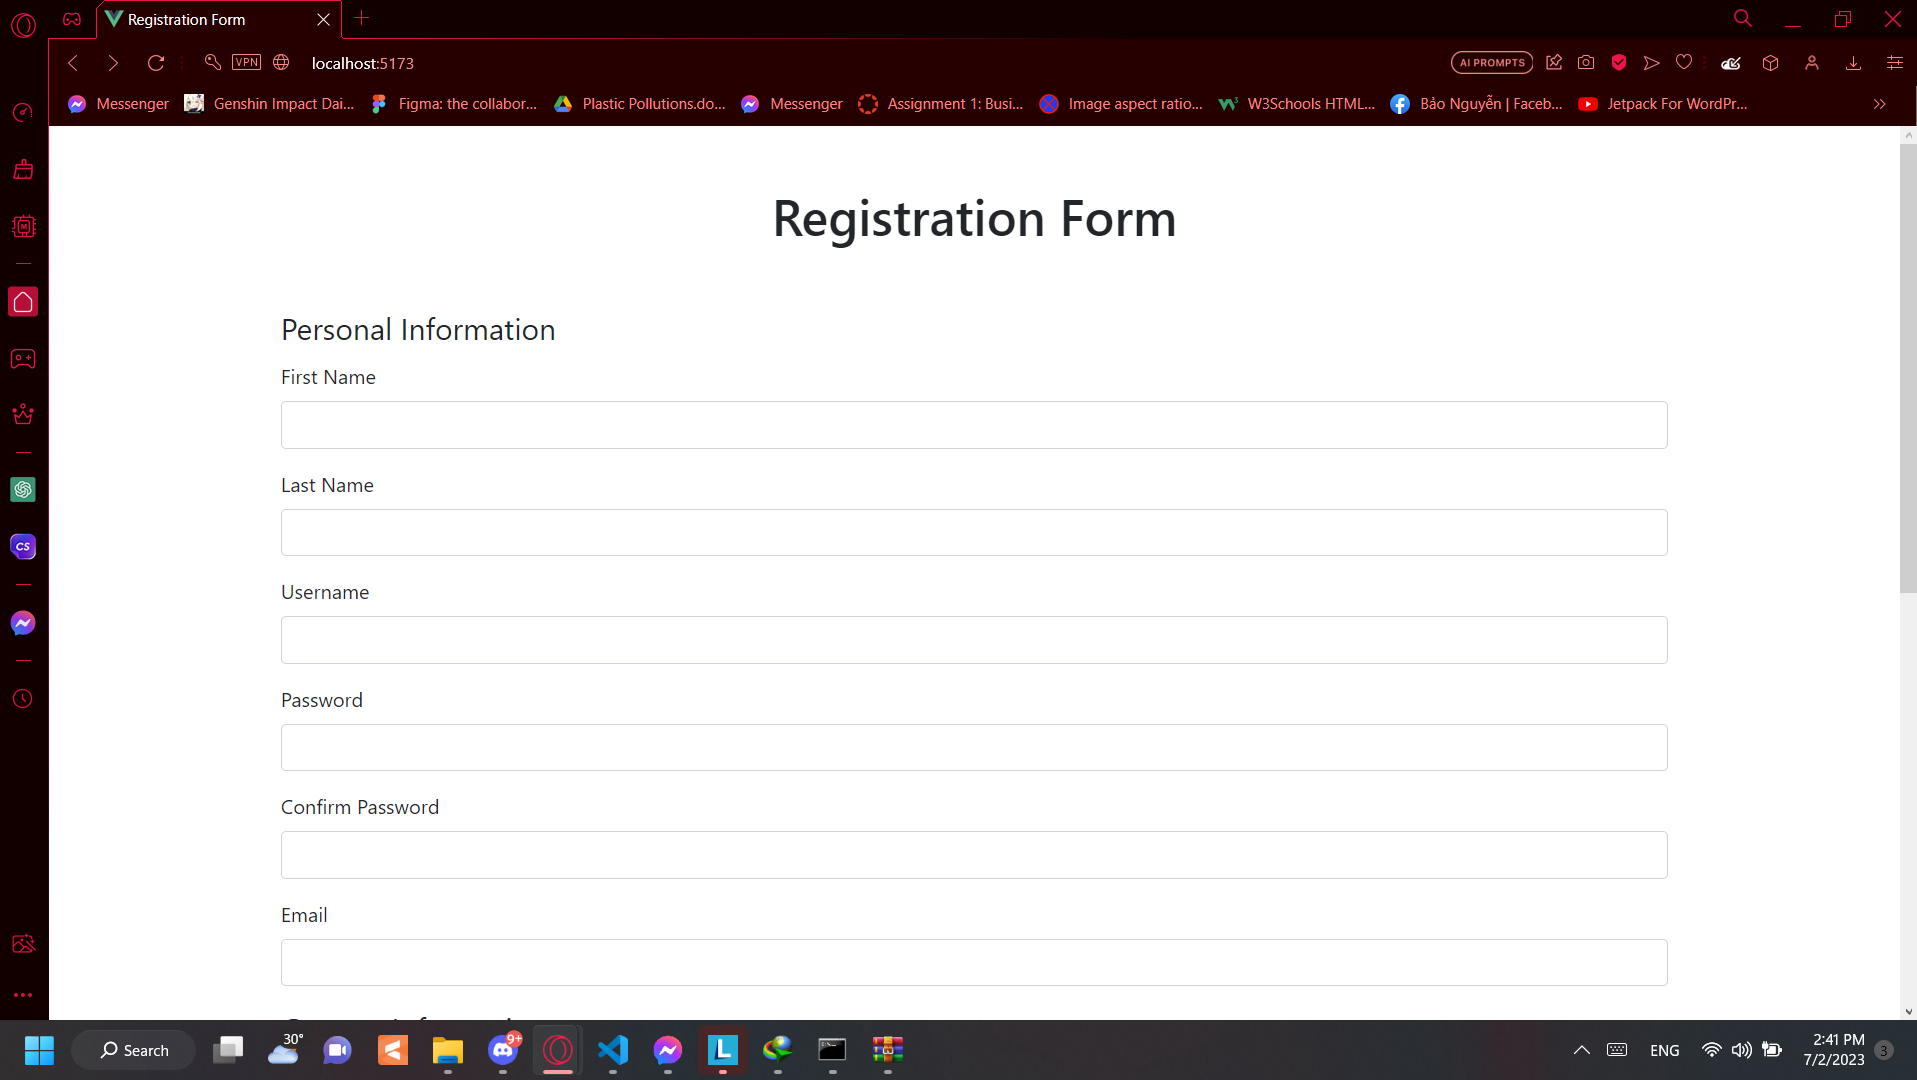 Registration Form
VPN
localhost:5173
AI PROMPTS
Messenger
Genshin Impact Dai...
Figma: the collabor...
Plastic Pollutions.do...
Messenger
Assignment 1: Busi...
Image aspect ratio...
W3Schools HTML...
Bảo Nguyễn | Faceb...
Jetpack For WordPr...
M
CS
Registration Form
Personal Information
First Name
Last Name
Username
Password
Confirm Password
Email
30°
Search
9+
L
ENG
2:41 PM
7/2/2023
3